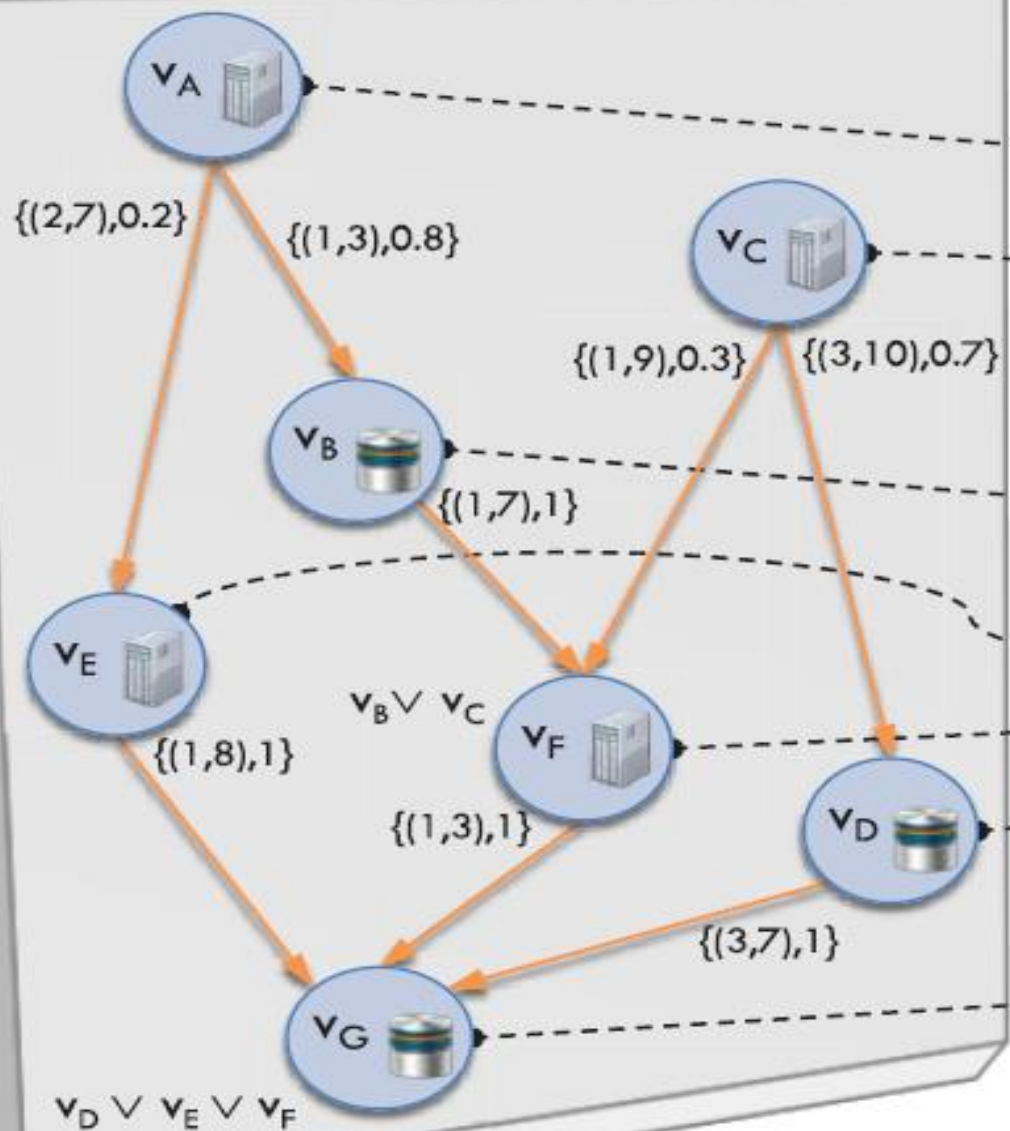 vA
{(2,7),0.2}
{(1,3),0.8}
vC
{(1,9),0.3}
{(3,10),0.7}
vB
{(1,7),1}
vE
vB∨ vC
vF
{(1,8),1}
{(1,3),1}
vD
{(3,7),1}
vG
vD ∨ vE ∨ vF